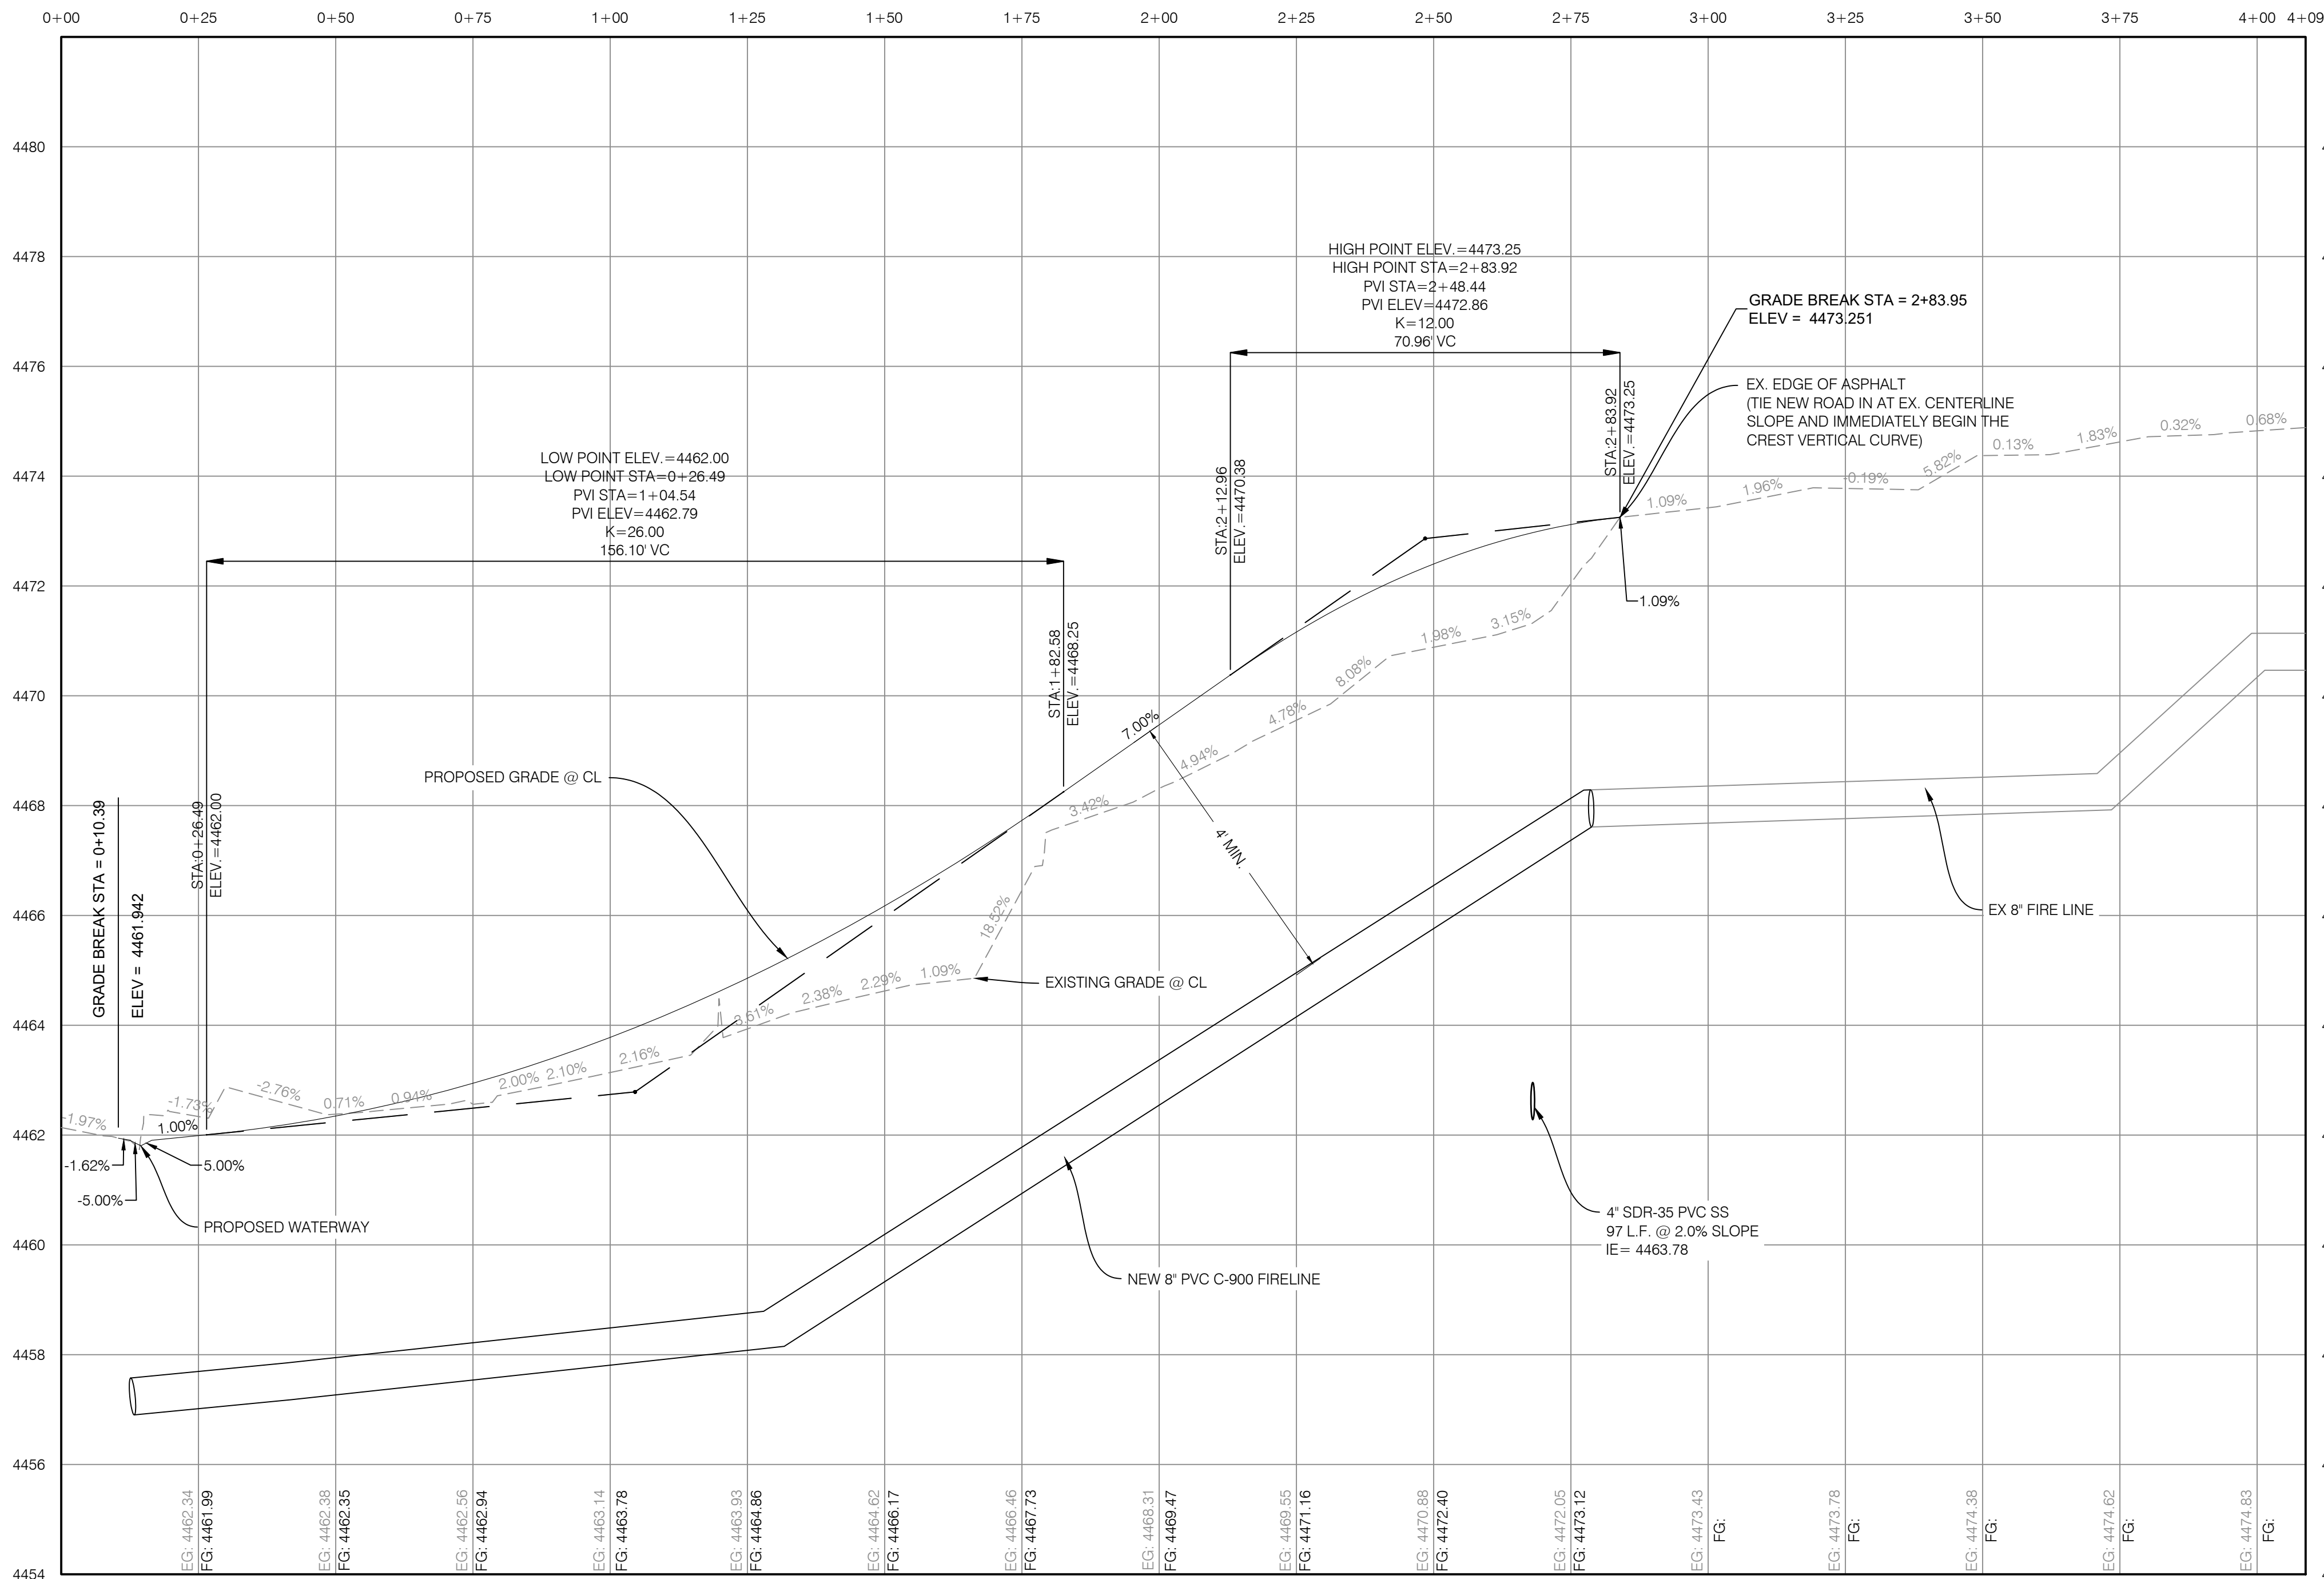 0+00 0+25 0+50 0+75 1+00 1+25 1+50 1+75 2+00 2+25 2+50 2+75 3+00 3+25 3+50 3+75 4+00 4+09
4480
4478
4476
4474
4472
4470
4468
4466
4464
4462
4460
4458
4456
4454
HIGH POINT ELEV.=4473.25
HIGH POINT STA=2+83.92
PVI STA=2+48.44
PVI ELEV=4472.86
K=12.00
70.96' VC
GRADE BREAK STA = 2+83.95
ELEV = 4473.251
EX. EDGE OF ASPHALT
(TIE NEW ROAD IN AT EX. CENTERLINE
SLOPE AND IMMEDIATELY BEGIN THE
CREST VERTICAL CURVE)
STA:2+83.92
ELEV.=4473.25
STA:2+12.96
ELEV.=4470.38
LOW POINT ELEV.=4462.00
LOW POINT STA=0+26.49
PVI STA=1+04.54
PVI ELEV=4462.79
K=26.00
156.10' VC
STA:1+82.58
ELEV.=4468.25
STA:0+26.49
ELEV.=4462.00
GRADE BREAK STA = 0+10.39
ELEV = 4461.942
PROPOSED GRADE @ CL
7.00%
4' MIN.
1.09%
EX 8" FIRE LINE
EXISTING GRADE @ CL
-1.97%
-1.73%
-2.76%
0.71%
0.94%
2.00%
2.10%
2.16%
3.61%
2.38%
2.29%
1.09%
18.52%
3.42%
4.94%
4.78%
8.08%
1.98%
3.15%
1.09%
1.96%
-0.19%
5.82%
0.13%
1.83%
0.32%
0.68%
1.00%
-1.62%
5.00%
-5.00%
PROPOSED WATERWAY
NEW 8" PVC C-900 FIRELINE
4" SDR-35 PVC SS
97 L.F. @ 2.0% SLOPE
IE= 4463.78
EG: 4462.34
FG: 4461.99
EG: 4462.38
FG: 4462.35
EG: 4462.56
FG: 4462.94
EG: 4463.14
FG: 4463.78
EG: 4463.93
FG: 4464.86
EG: 4464.62
FG: 4466.17
EG: 4466.46
FG: 4467.73
EG: 4468.31
FG: 4469.47
EG: 4469.55
FG: 4471.16
EG: 4470.88
FG: 4472.40
EG: 4472.05
FG: 4473.12
EG: 4473.43
FG:
EG: 4473.78
FG:
EG: 4474.38
FG:
EG: 4474.62
FG:
EG: 4474.83
FG: